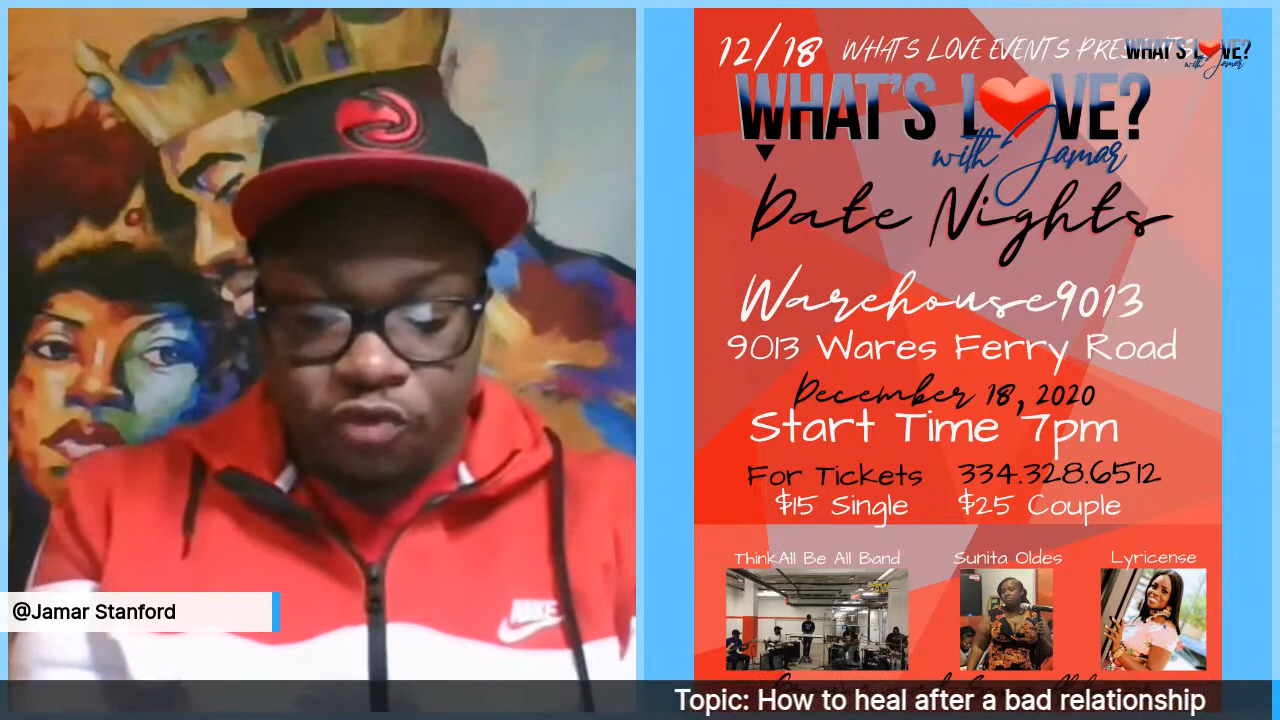 12/18 WHATS LOVE EVENTS
WHAT'S LOVE?
with Jamar
WHAT'S LOVE?
with Jamar
Date Nights
Warehouse9013
9013 Wares Ferry Road
December 18, 2020
Start Time 7pm
For Tickets 334.328.6512
$15 Single $25 Couple
ThinkAll Be All Band Sunita Oldes Lyricense
NIKE
@Jamar Stanford
Topic: How to heal after a bad relationship